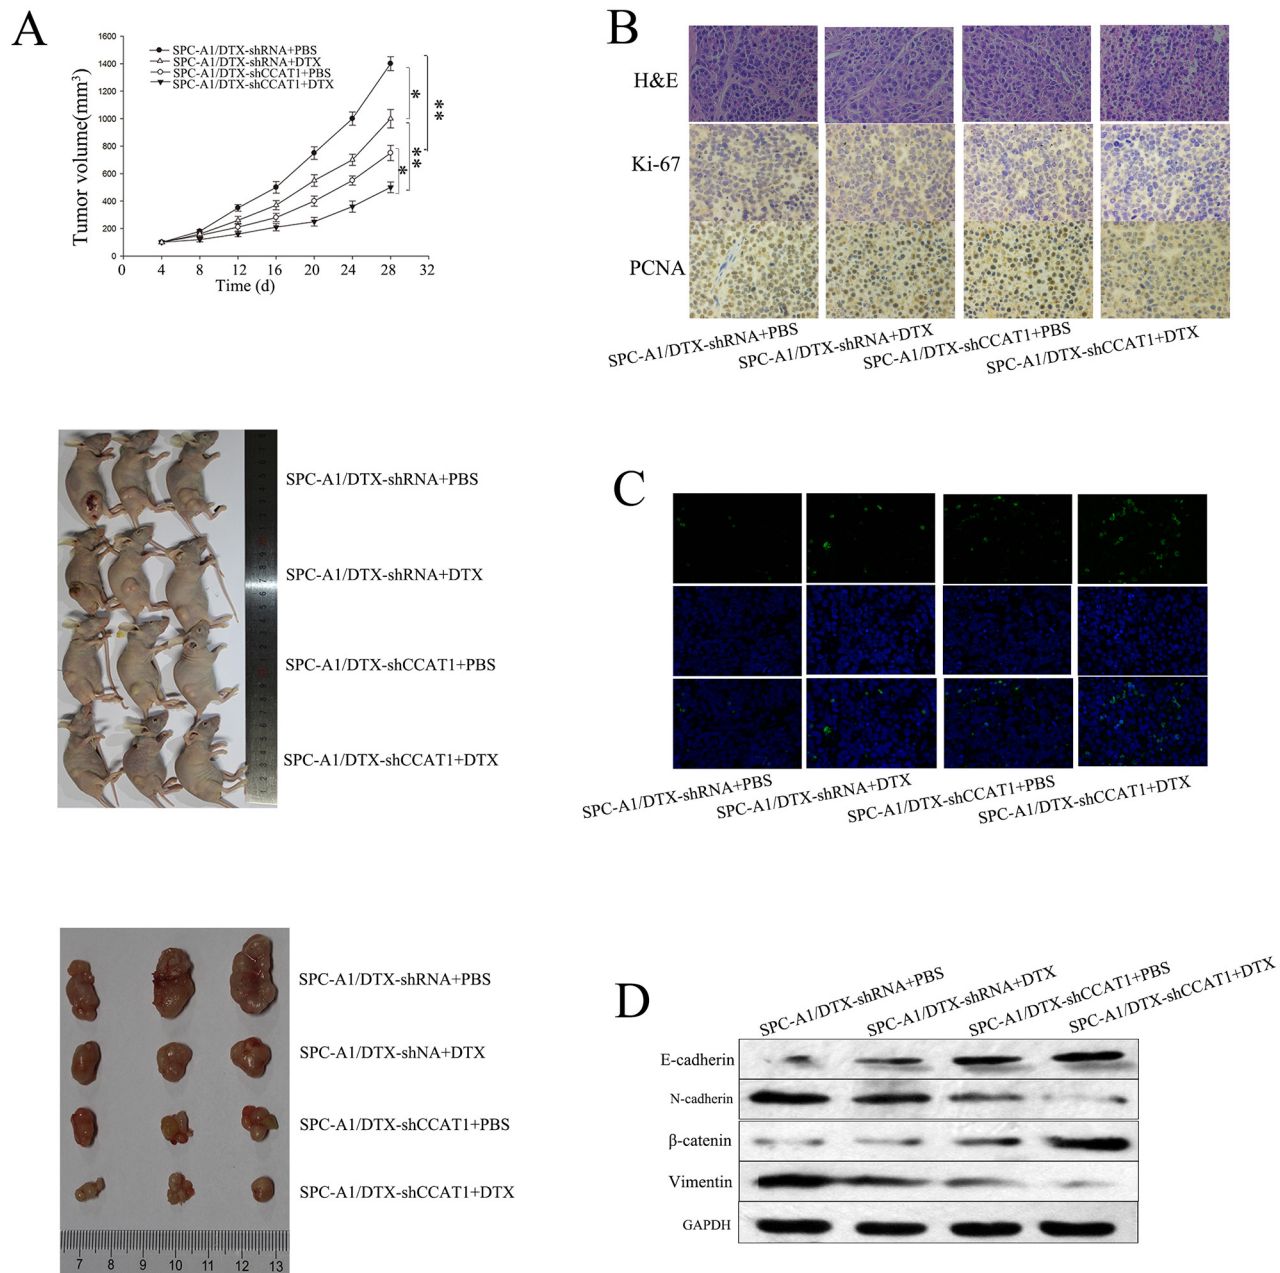 A
1600
1400
1200
1000
800
600
400
200
0
Tumor volume(mm³)
SPC-A1/DTX-shRNA+PBS
SPC-A1/DTX-shRNA+DTX
SPC-A1/DTX-shCCAT1+PBS
SPC-A1/DTX-shCCAT1+DTX
*
**
**
*
0 4 8 12 16 20 24 28 32
Time (d)
SPC-A1/DTX-shRNA+PBS
SPC-A1/DTX-shRNA+DTX
SPC-A1/DTX-shCCAT1+PBS
SPC-A1/DTX-shCCAT1+DTX
SPC-A1/DTX-shRNA+PBS
SPC-A1/DTX-shNA+DTX
SPC-A1/DTX-shCCAT1+PBS
SPC-A1/DTX-shCCAT1+DTX
7 8 9 10 11 12 13
B
H&E
Ki-67
PCNA
SPC-A1/DTX-shRNA+PBS
SPC-A1/DTX-shRNA+DTX
SPC-A1/DTX-shCCAT1+PBS
SPC-A1/DTX-shCCAT1+DTX
C
SPC-A1/DTX-shRNA+PBS
SPC-A1/DTX-shRNA+DTX
SPC-A1/DTX-shCCAT1+PBS
SPC-A1/DTX-shCCAT1+DTX
D
SPC-A1/DTX-shRNA+PBS
SPC-A1/DTX-shRNA+DTX
SPC-A1/DTX-shCCAT1+PBS
SPC-A1/DTX-shCCAT1+DTX
E-cadherin
N-cadherin
β-catenin
Vimentin
GAPDH